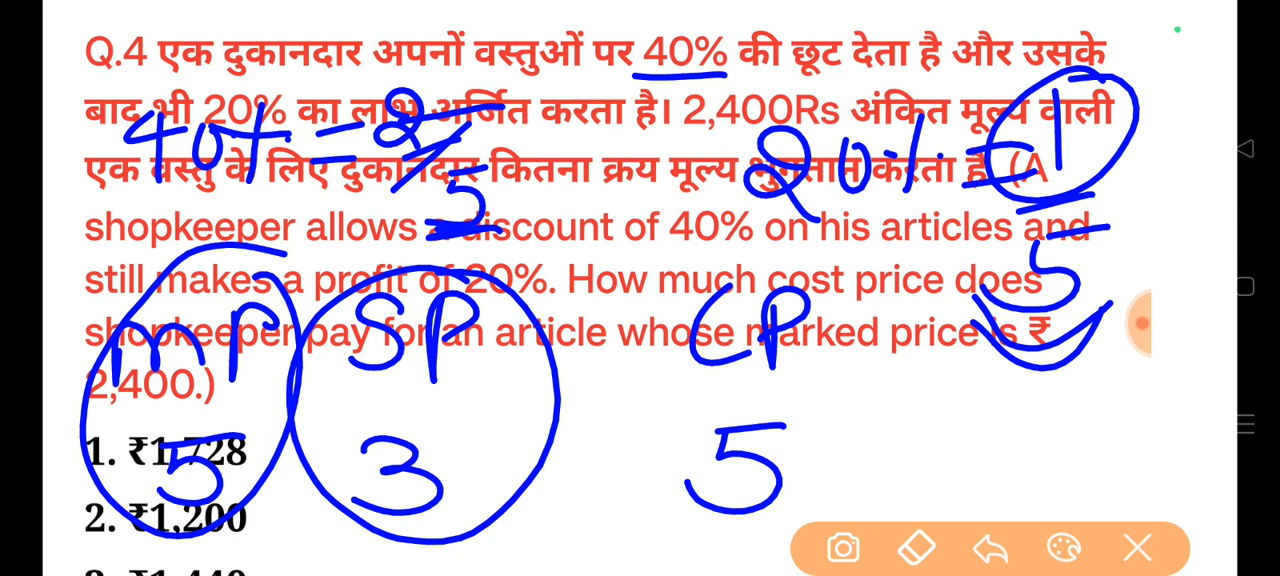 Q.4 एक दुकानदार अपनों वस्तुओं पर 40% की छूट देता है और उसके
बाद भी 20% का लाभ अर्जित करता है। 2,400Rs अंकित मूल्य वाली
40% = 2/5
20% = 1/5
एक वस्तु के लिए दुकानदार कितना क्रय मूल्य भुगतान करता है (A
shopkeeper allows a discount of 40% on his articles and
still makes a profit of 20%. How much cost price does
shopkeeper pay for an article whose marked price is ₹
2,400.)
MP SP CP
5 3 5
1. ₹1,728
2. ₹1,200
3. ₹1,440